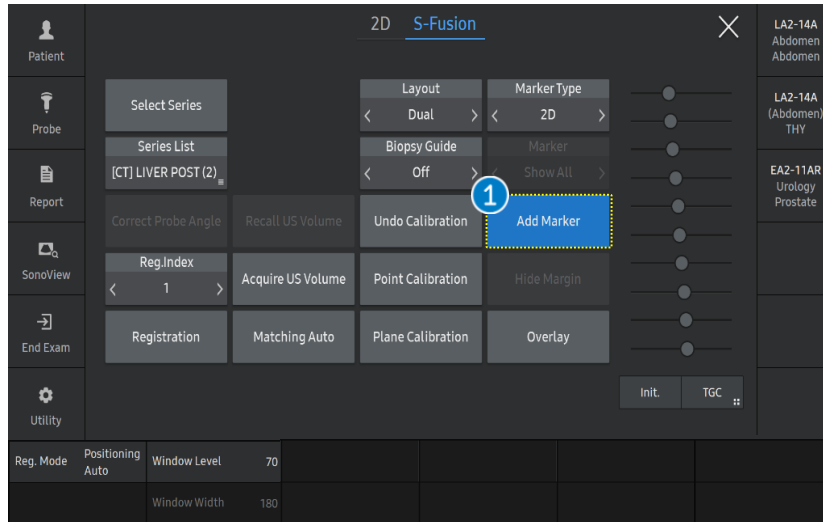 Patient
Probe
Report
SonoView
End Exam
Utility
2D S-Fusion
Select Series
Layout
Dual
Marker Type
2D
Series List
[CT] LIVER POST (2)
Biopsy Guide
Off
Marker
Show All
1
Correct Probe Angle
Recall US Volume
Undo Calibration
Add Marker
Reg.Index
1
Acquire US Volume
Point Calibration
Hide Margin
Registration
Matching Auto
Plane Calibration
Overlay
Init.
TGC
LA2-14A
Abdomen
Abdomen
LA2-14A
(Abdomen)
THY
EA2-11AR
Urology
Prostate
Reg. Mode
Positioning
Auto
Window Level 70
Window Width 180